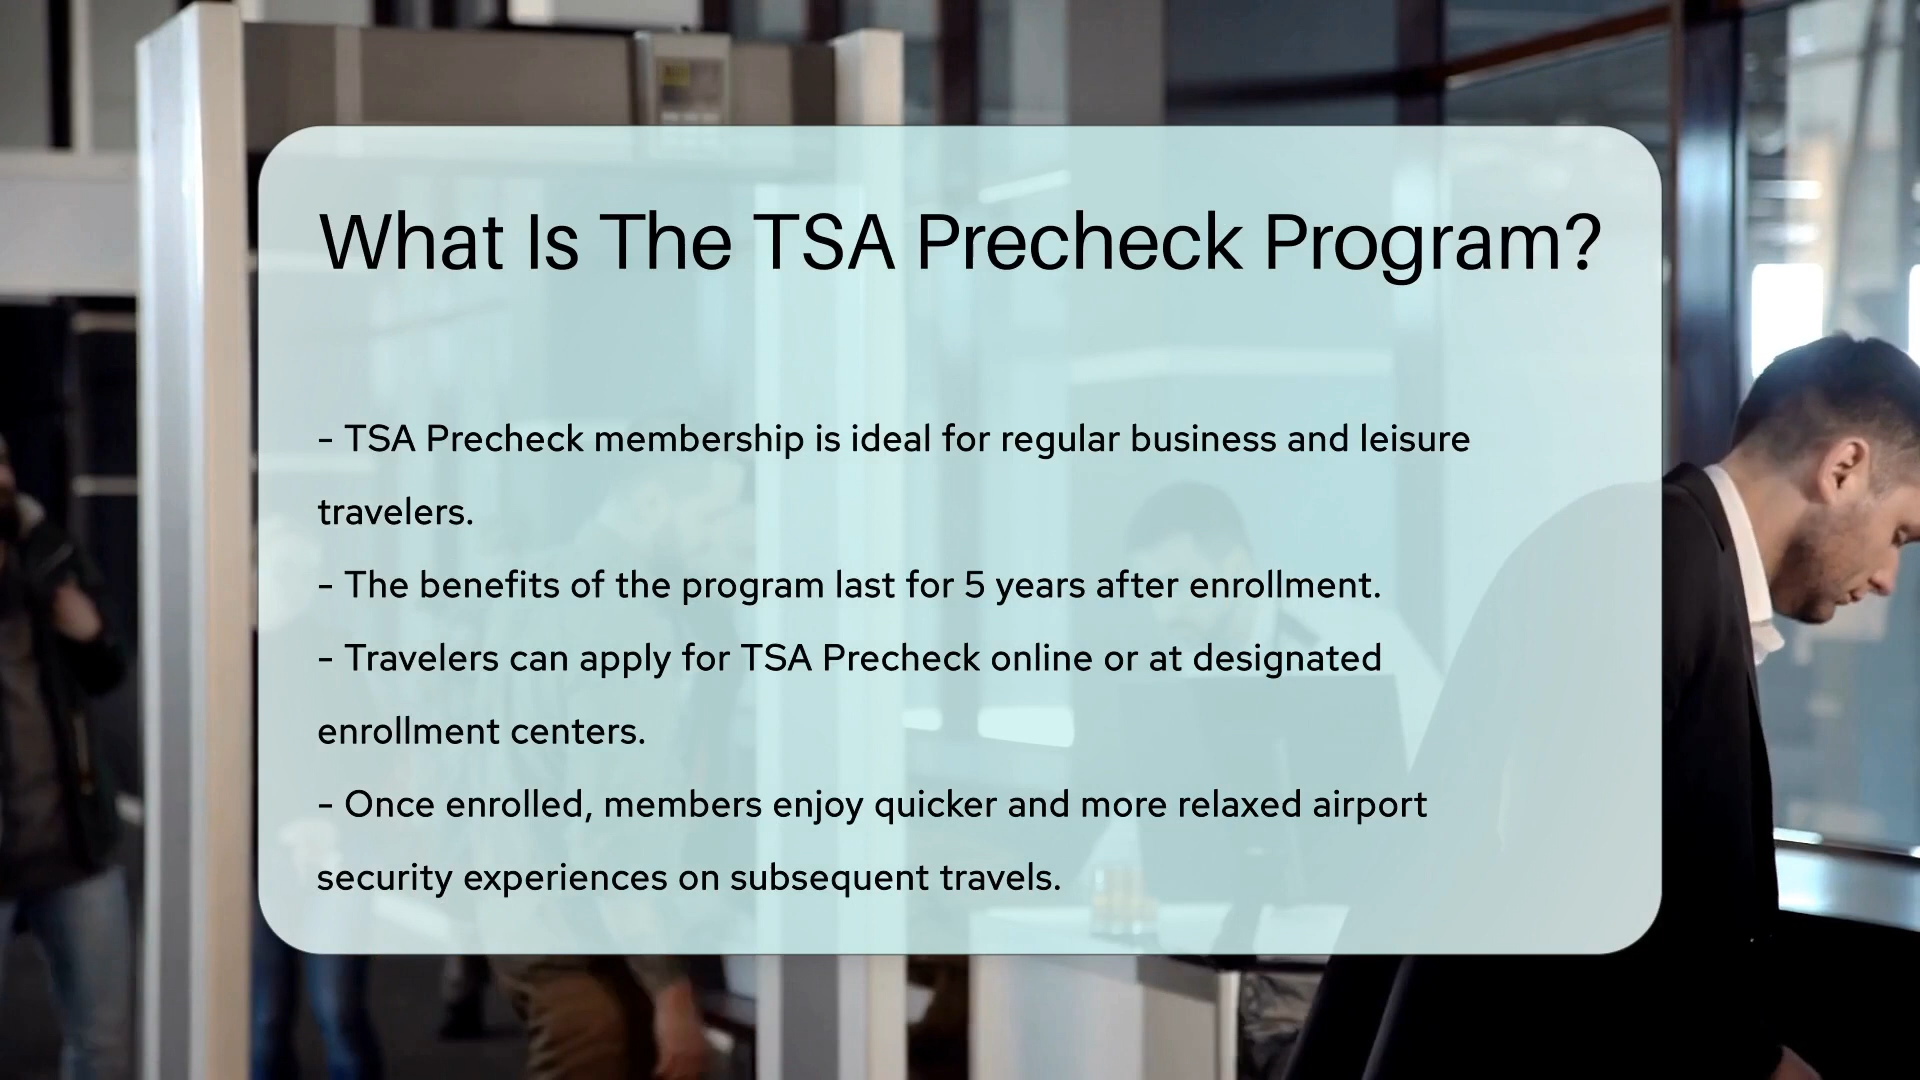 What Is The TSA Precheck Program?
- TSA Precheck membership is ideal for regular business and leisure
travelers.
- The benefits of the program last for 5 years after enrollment.
- Travelers can apply for TSA Precheck online or at designated
enrollment centers.
- Once enrolled, members enjoy quicker and more relaxed airport
security experiences on subsequent travels.